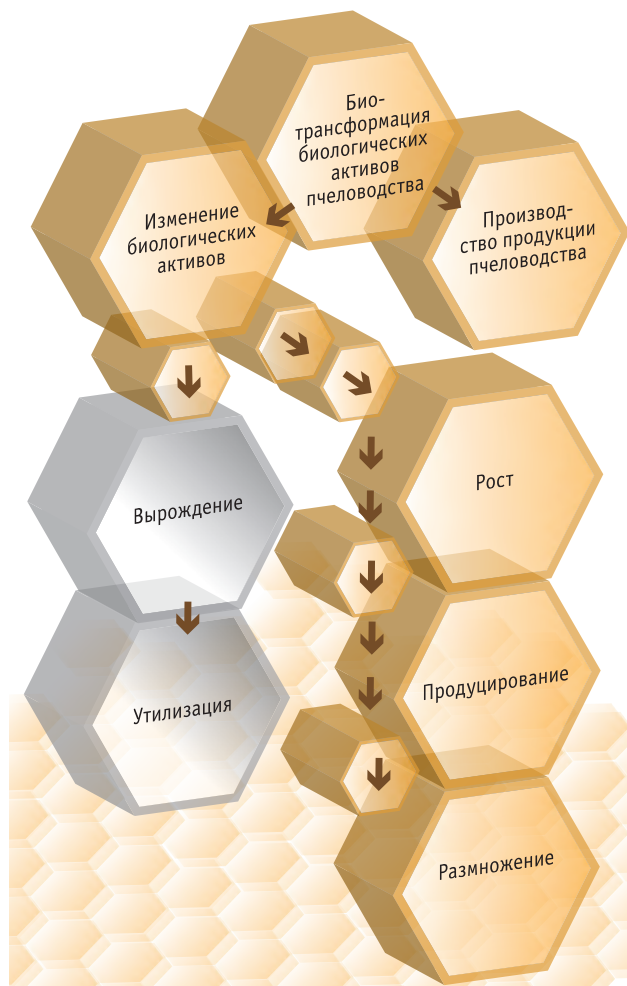 Био-
трансформация
биологических
активов
пчеловодства
Изменение
биологических
активов
Производ-
ство продукции
пчеловодства
Рост
Вырождение
Продуцирование
Утилизация
Размножение